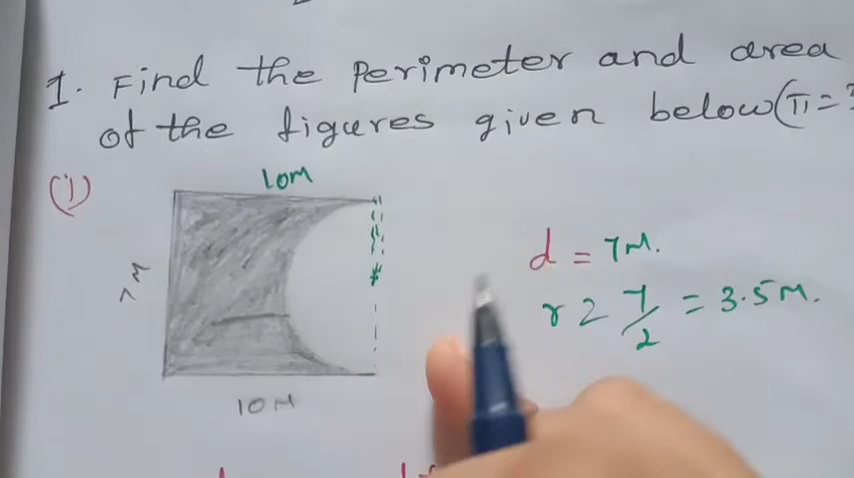 1. Find the Perimeter and area
of the figures given below (π =
(i)
10M
7M
10M
d = 7M.
r = 7/2 = 3.5M.